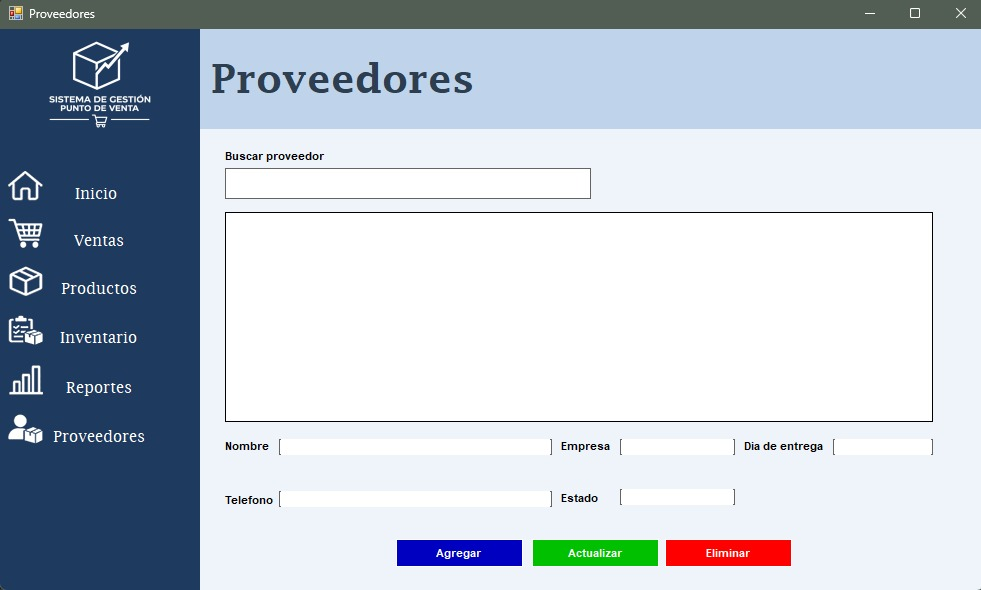 Proveedores
SISTEMA DE GESTIÓN
PUNTO DE VENTA
Proveedores
Inicio
Ventas
Productos
Inventario
Reportes
Proveedores
Buscar proveedor
Nombre
Empresa
Dia de entrega
Telefono
Estado
Agregar
Actualizar
Eliminar